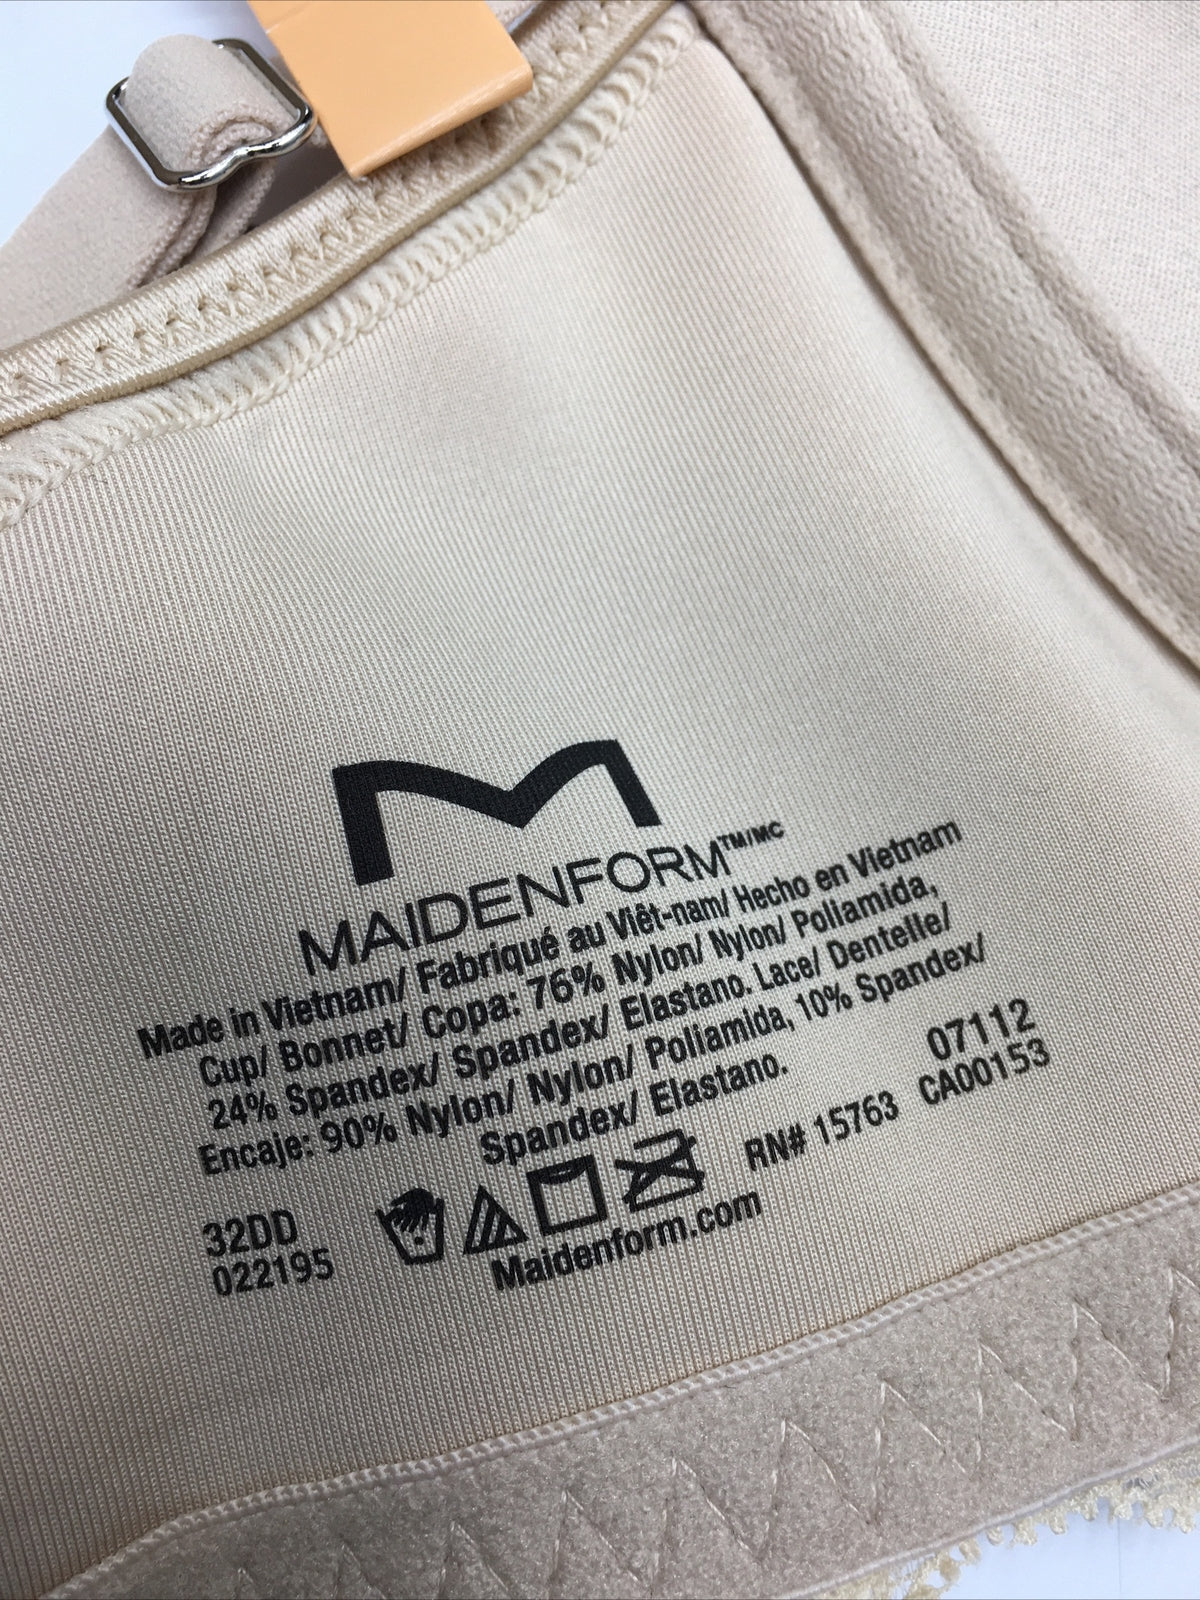 MAIDENFORM™/MC
Made in Vietnam/ Fabriqué au Viêt-nam/ Hecho en Vietnam
Cup/ Bonnet/ Copa: 76% Nylon/ Nylon/ Poliamida,
24% Spandex/ Spandex/ Elastano. Lace/ Dentelle/
Encaje: 90% Nylon/ Nylon/ Poliamida, 10% Spandex/
Spandex/ Elastano.
07112
32DD
RN# 15763 CA00153
022195
Maidenform.com